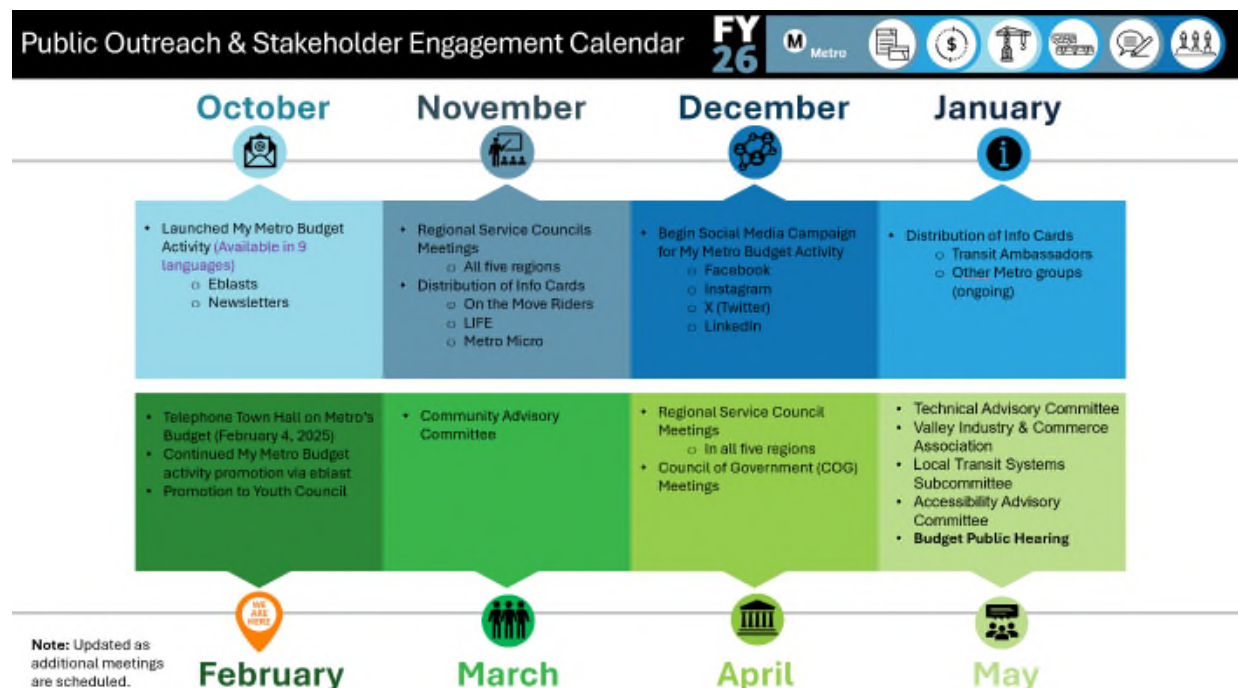 Public Outreach & Stakeholder Engagement Calendar
FY
26
M
Metro
October
November
December
January
• Launched My Metro Budget
Activity (Available in 9
languages)
o Eblasts
o Newsletters
• Regional Service Councils
Meetings
o All five regions
• Distribution of Info Cards
o On the Move Riders
o LIFE
o Metro Micro
• Begin Social Media Campaign
for My Metro Budget Activity
o Facebook
o Instagram
o X (Twitter)
o LinkedIn
• Distribution of Info Cards
o Transit Ambassadors
o Other Metro groups
(ongoing)
• Telephone Town Hall on Metro's
Budget (February 4, 2025)
• Continued My Metro Budget
activity promotion via eblast
• Promotion to Youth Council
• Community Advisory
Committee
• Regional Service Council
Meetings
o In all five regions
• Council of Government (COG)
Meetings
• Technical Advisory Committee
• Valley Industry & Commerce
Association
• Local Transit Systems
Subcommittee
• Accessibility Advisory
Committee
• Budget Public Hearing
WE
ARE
HERE
February
March
April
May
Note: Updated as
additional meetings
are scheduled.